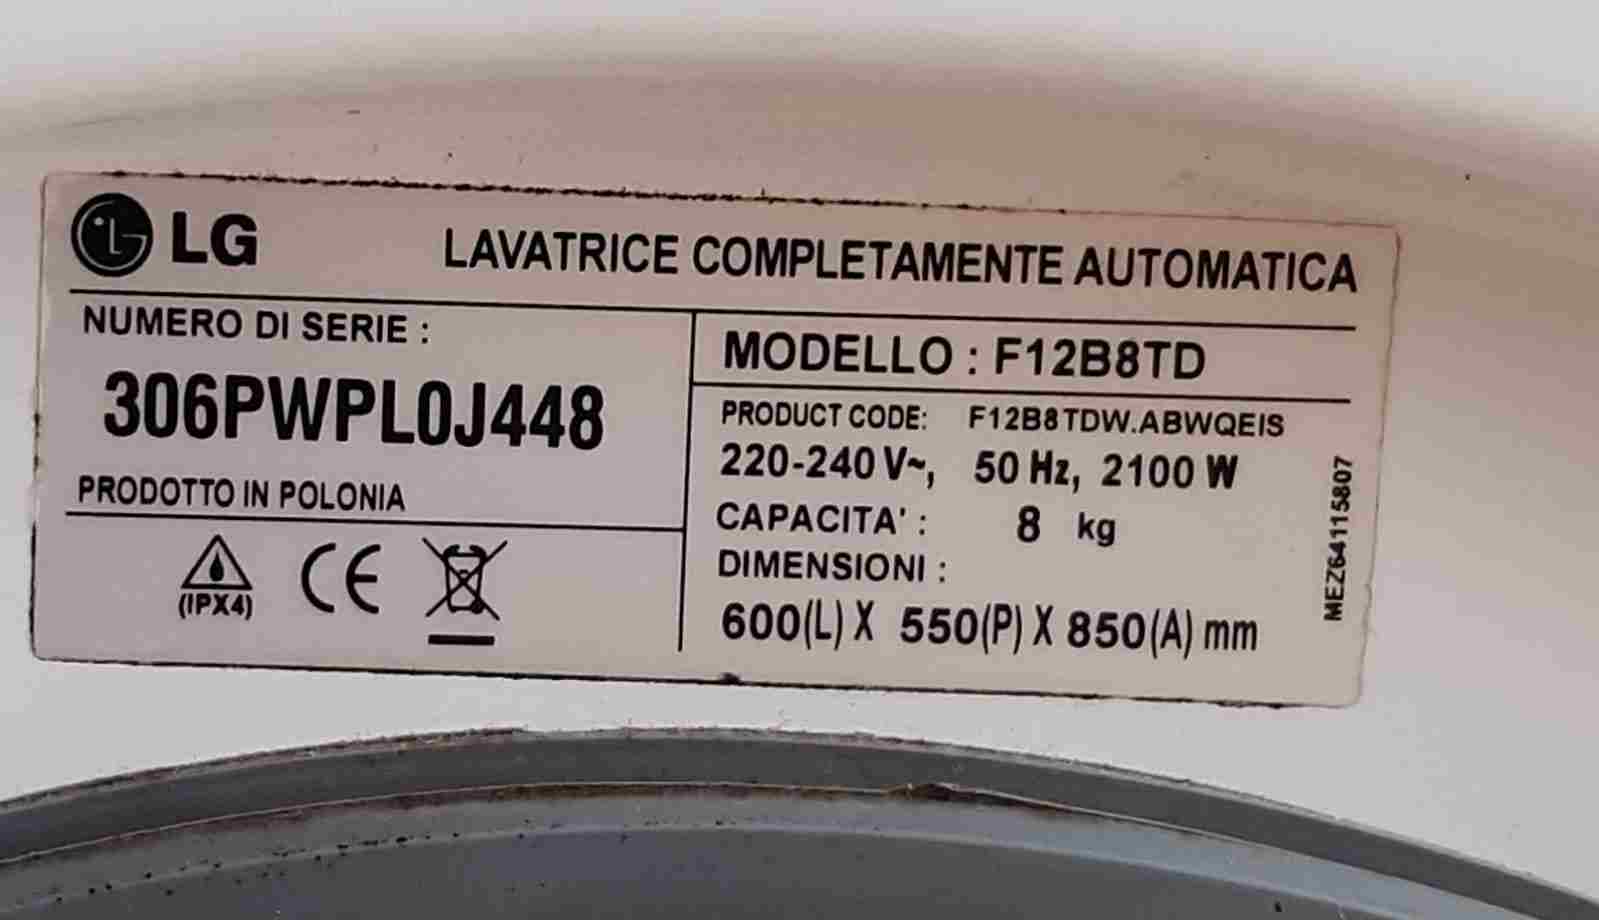 LG
LAVATRICE COMPLETAMENTE AUTOMATICA
NUMERO DI SERIE :
306PWPL0J448
PRODOTTO IN POLONIA
(IPX4)
CE
MODELLO : F12B8TD
PRODUCT CODE: F12B8TDW.ABWQEIS
220-240 V~, 50 Hz, 2100 W
CAPACITA' : 8 kg
DIMENSIONI :
600(L) X 550(P) X 850(A) mm
MEZ64115807